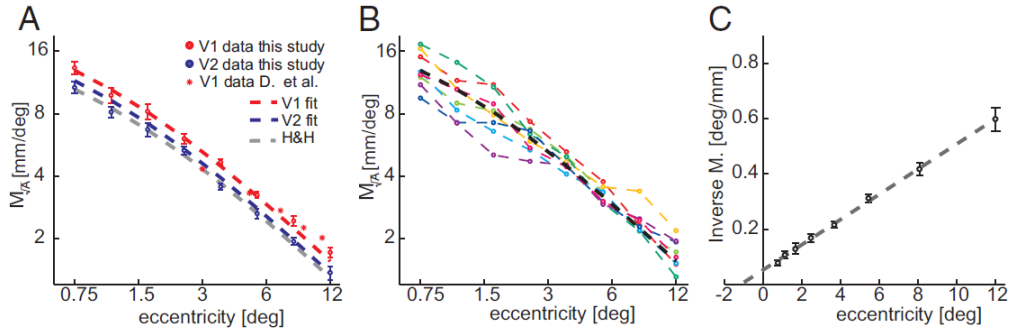 A
M√A [mm/deg]
16
8
4
2
0.75
1.5
3
6
12
eccentricity [deg]
V1 data this study
V2 data this study
V1 data D. et al.
V1 fit
V2 fit
H&H
B
M√A [mm/deg]
16
8
4
2
0.75
1.5
3
6
12
eccentricity [deg]
C
Inverse M. [deg/mm]
0.8
0.6
0.4
0.2
-2
0
2
4
6
8
10
12
eccentricity [deg]